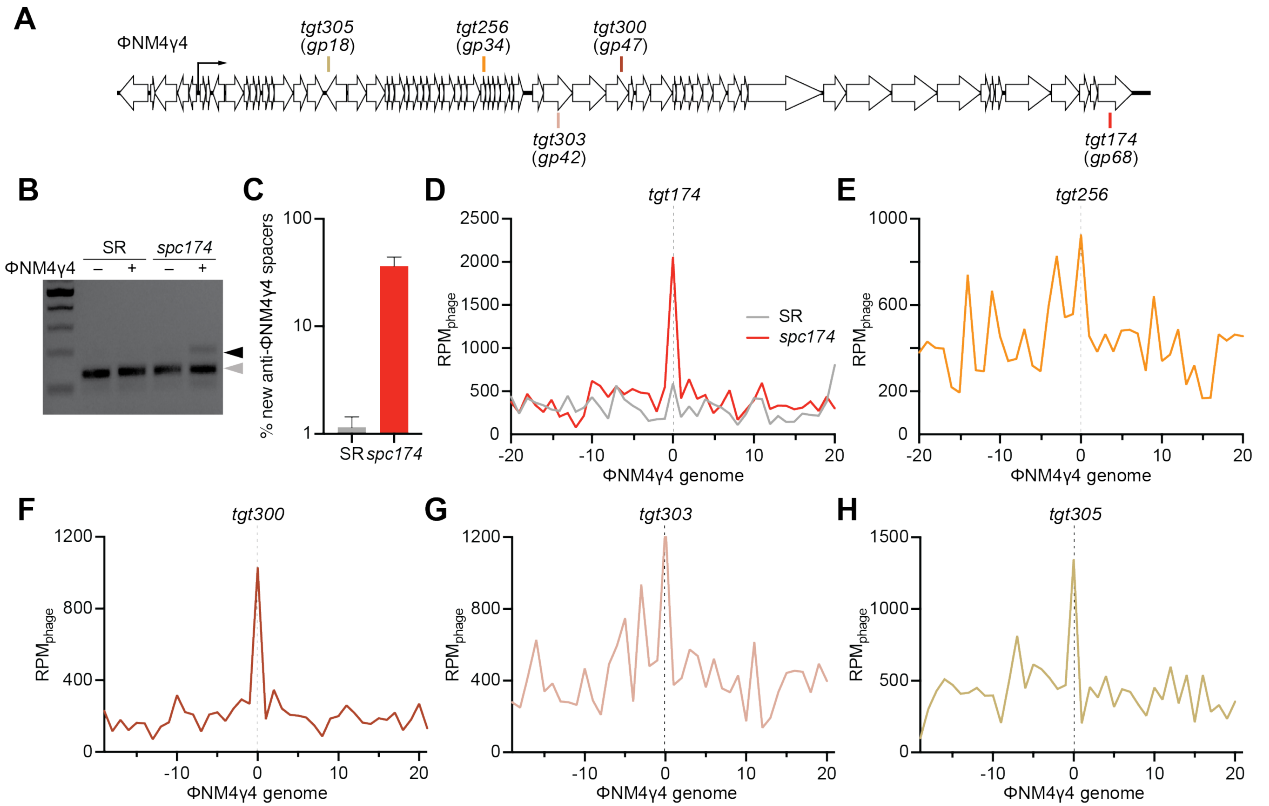 A
ΦNM4γ4
tgt305
(gp18)
tgt256
(gp34)
tgt300
(gp47)
tgt303
(gp42)
tgt174
(gp68)
B
SR
spc174
ΦNM4γ4
– + – +
C
% new anti-ΦNM4γ4 spacers
100
10
1
SR spc174
D
tgt174
RPMphage
2500
2000
1500
1000
500
0
SR
spc174
-20 -10 0 10 20
ΦNM4γ4 genome
E
tgt256
RPMphage
1000
600
200
0
-20 -10 0 10 20
ΦNM4γ4 genome
F
tgt300
RPMphage
1200
800
400
0
-10 0 10 20
ΦNM4γ4 genome
G
tgt303
RPMphage
1200
800
400
0
-10 0 10 20
ΦNM4γ4 genome
H
tgt305
RPMphage
1500
1000
500
0
-10 0 10 20
ΦNM4γ4 genome